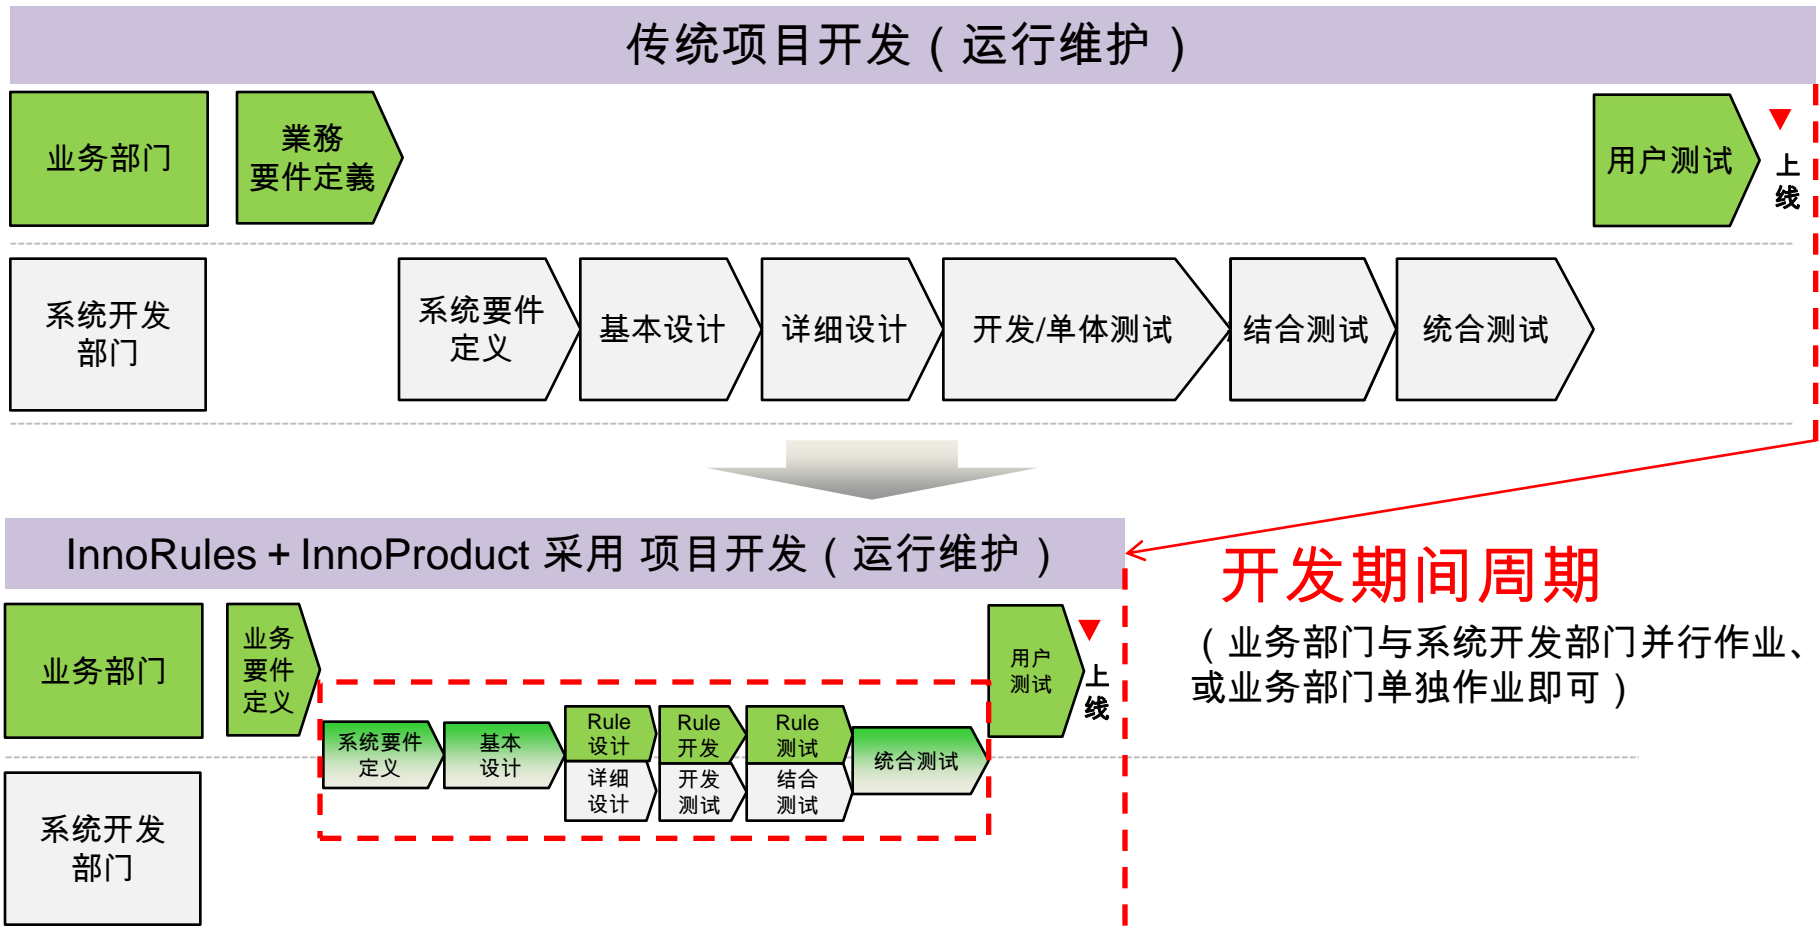 传统项目开发（运行维护）
业务部门
業務
要件定義
用户测试
上
线
系统开发
部门
系统要件
定义
基本设计
详细设计
开发/单体测试
结合测试
统合测试
InnoRules + InnoProduct 采用 项目开发（运行维护）
开发期间周期
（业务部门与系统开发部门并行作业、
或业务部门单独作业即可）
业务部门
业务
要件
定义
用户
测试
上
线
系统要件
定义
基本
设计
Rule
设计
Rule
开发
Rule
测试
详细
设计
开发
测试
结合
测试
统合测试
系统开发
部门